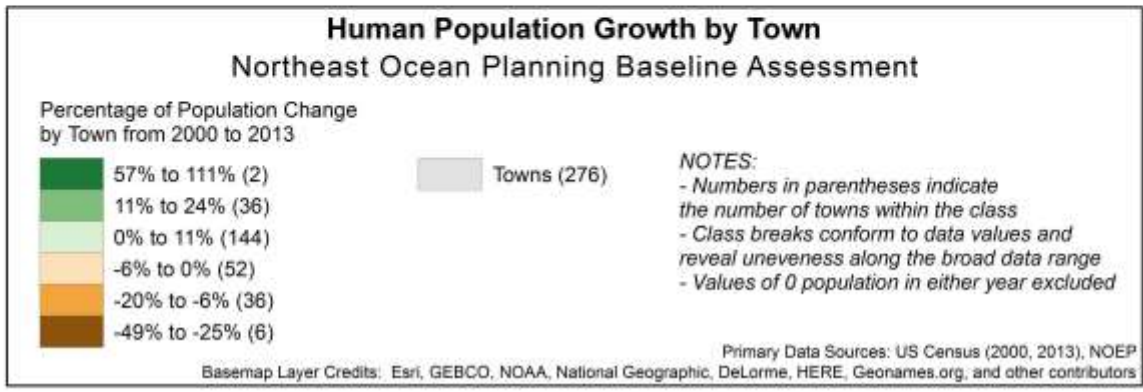 Human Population Growth by Town
Northeast Ocean Planning Baseline Assessment
Percentage of Population Change
by Town from 2000 to 2013
57% to 111% (2)
11% to 24% (36)
0% to 11% (144)
-6% to 0% (52)
-20% to -6% (36)
-49% to -25% (6)
Towns (276)
NOTES:
- Numbers in parentheses indicate
the number of towns within the class
- Class breaks conform to data values and
reveal uneveness along the broad data range
- Values of 0 population in either year excluded
Primary Data Sources: US Census (2000, 2013), NOEP
Basemap Layer Credits: Esri, GEBCO, NOAA, National Geographic, DeLorme, HERE, Geonames.org, and other contributors